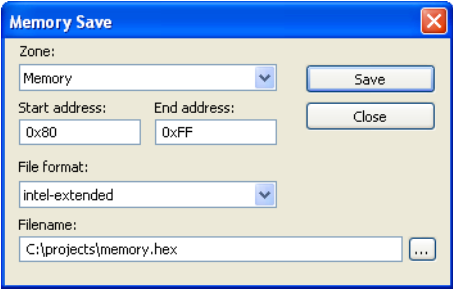 Memory Save
Zone:
Memory
Save
Start address:
End address:
0x80
0xFF
Close
File format:
intel-extended
Filename:
C:\projects\memory.hex
...